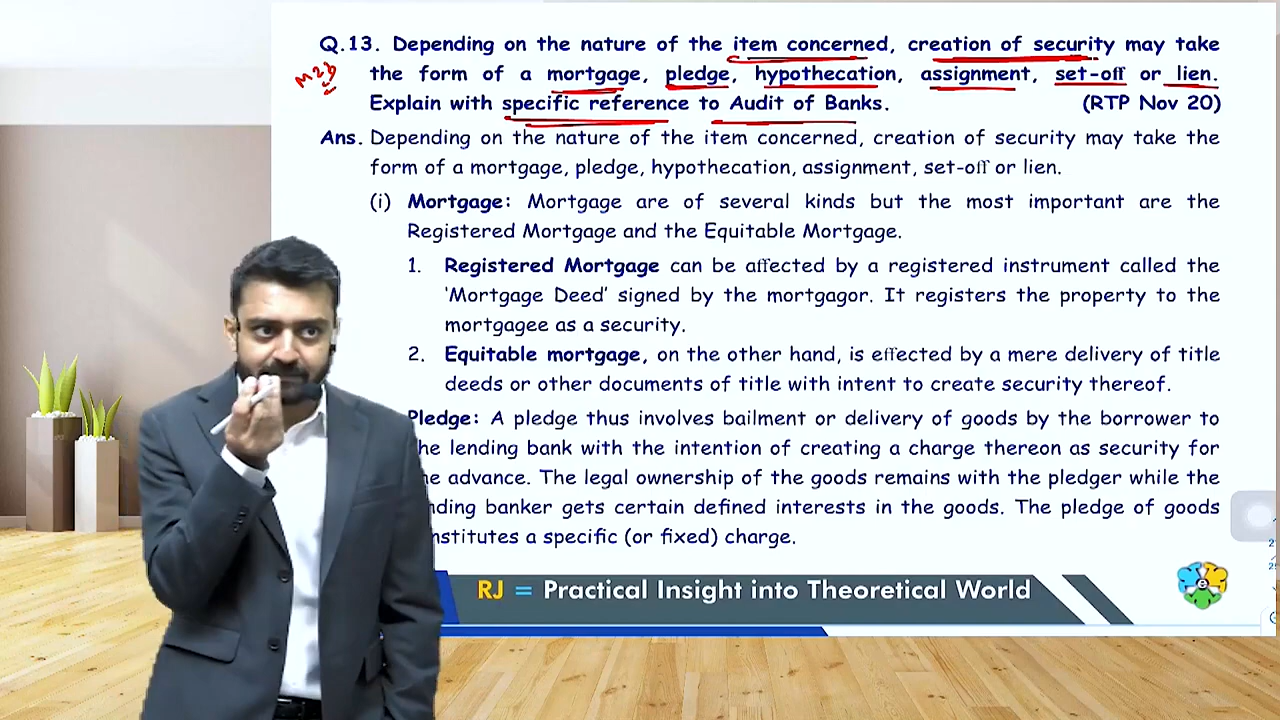 Q.13. Depending on the nature of the item concerned, creation of security may take
the form of a mortgage, pledge, hypothecation, assignment, set-off or lien.
Explain with specific reference to Audit of Banks. (RTP Nov 20)
Ans. Depending on the nature of the item concerned, creation of security may take the
form of a mortgage, pledge, hypothecation, assignment, set-off or lien.
(i) Mortgage: Mortgage are of several kinds but the most important are the
Registered Mortgage and the Equitable Mortgage.
1. Registered Mortgage can be affected by a registered instrument called the
'Mortgage Deed' signed by the mortgagor. It registers the property to the
mortgagee as a security.
2. Equitable mortgage, on the other hand, is effected by a mere delivery of title
deeds or other documents of title with intent to create security thereof.
Pledge: A pledge thus involves bailment or delivery of goods by the borrower to
the lending bank with the intention of creating a charge thereon as security for
advance. The legal ownership of the goods remains with the pledger while the
banker gets certain defined interests in the goods. The pledge of goods
a specific (or fixed) charge.
RJ = Practical Insight into Theoretical World